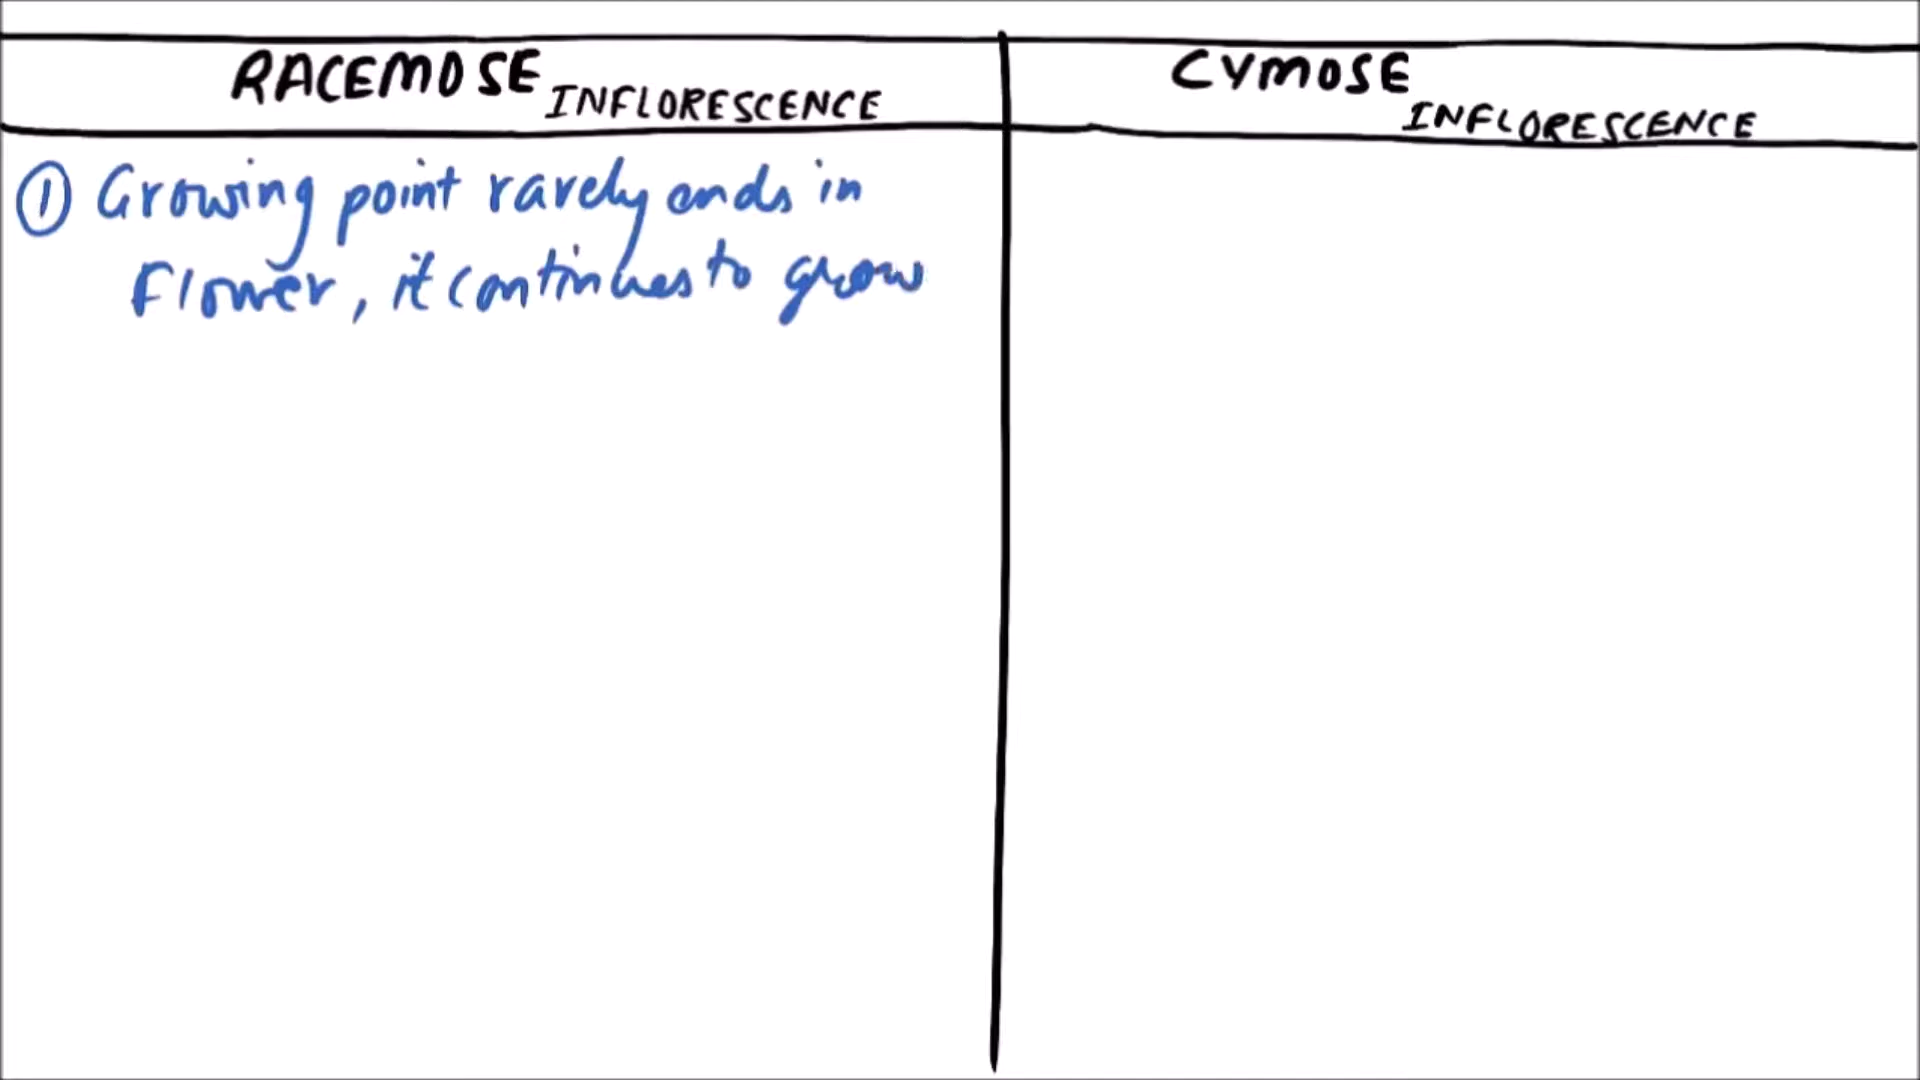 RACEMOSE INFLORESCENCE
CYMOSE INFLORESCENCE
① Growing point rarely ends in
Flower, it continues to grow